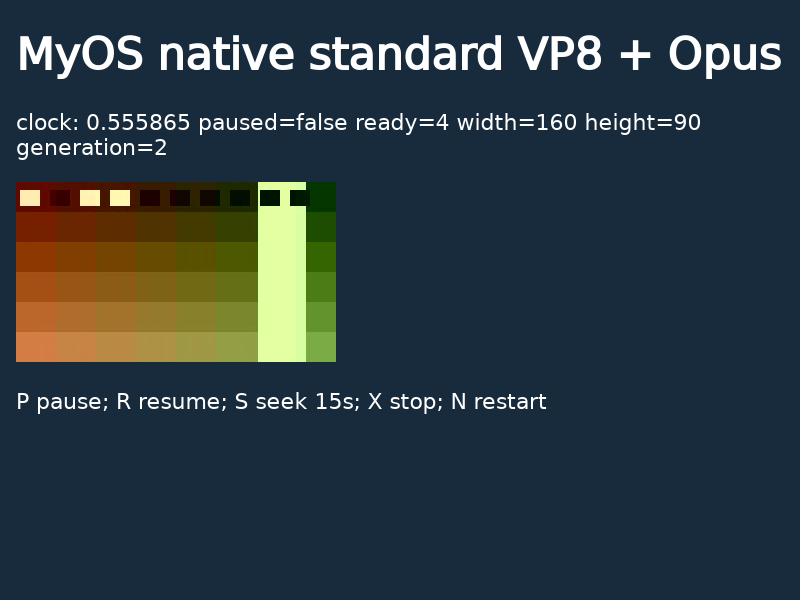 MyOS native standard VP8 + Opus
clock: 0.555865 paused=false ready=4 width=160 height=90
generation=2
P pause; R resume; S seek 15s; X stop; N restart